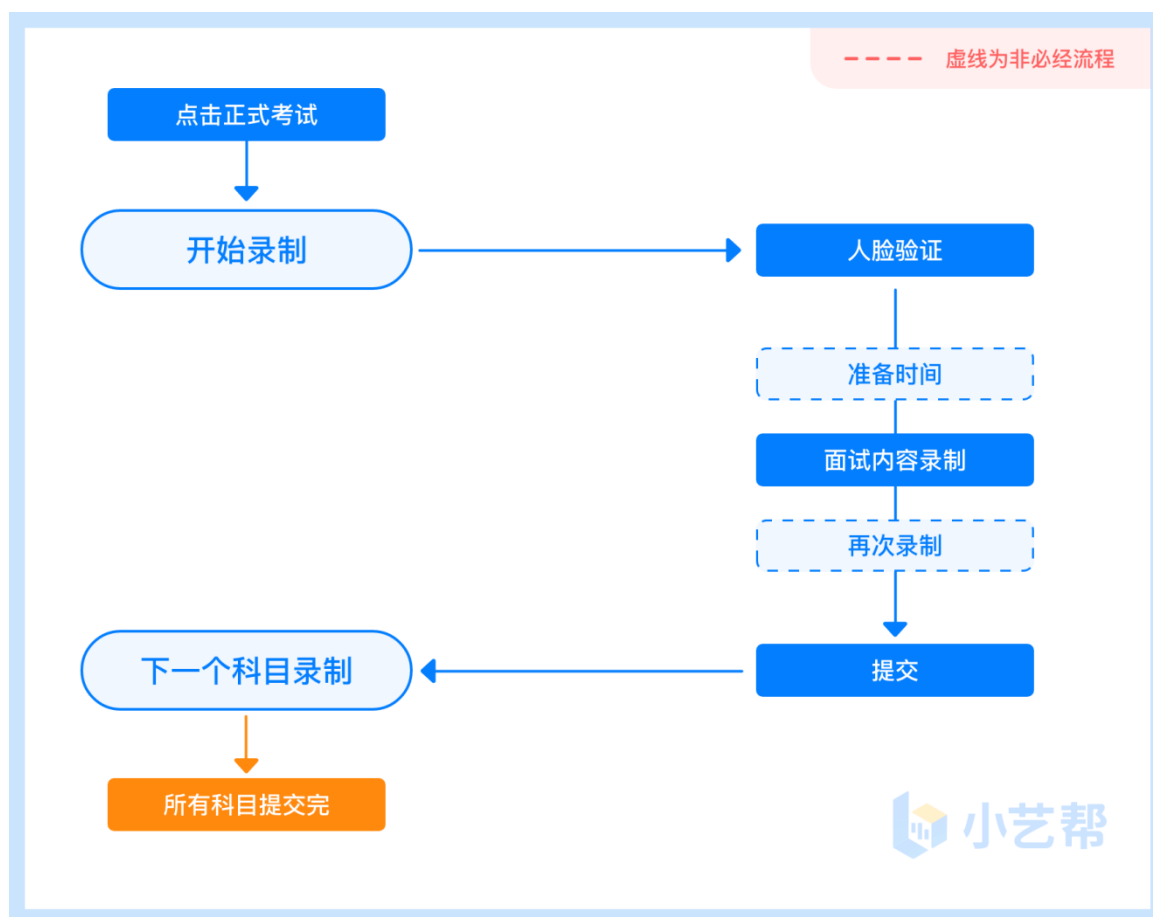 虚线为非必经流程
点击正式考试
开始录制
人脸验证
准备时间
面试内容录制
再次录制
提交
下一个科目录制
所有科目提交完
小艺帮